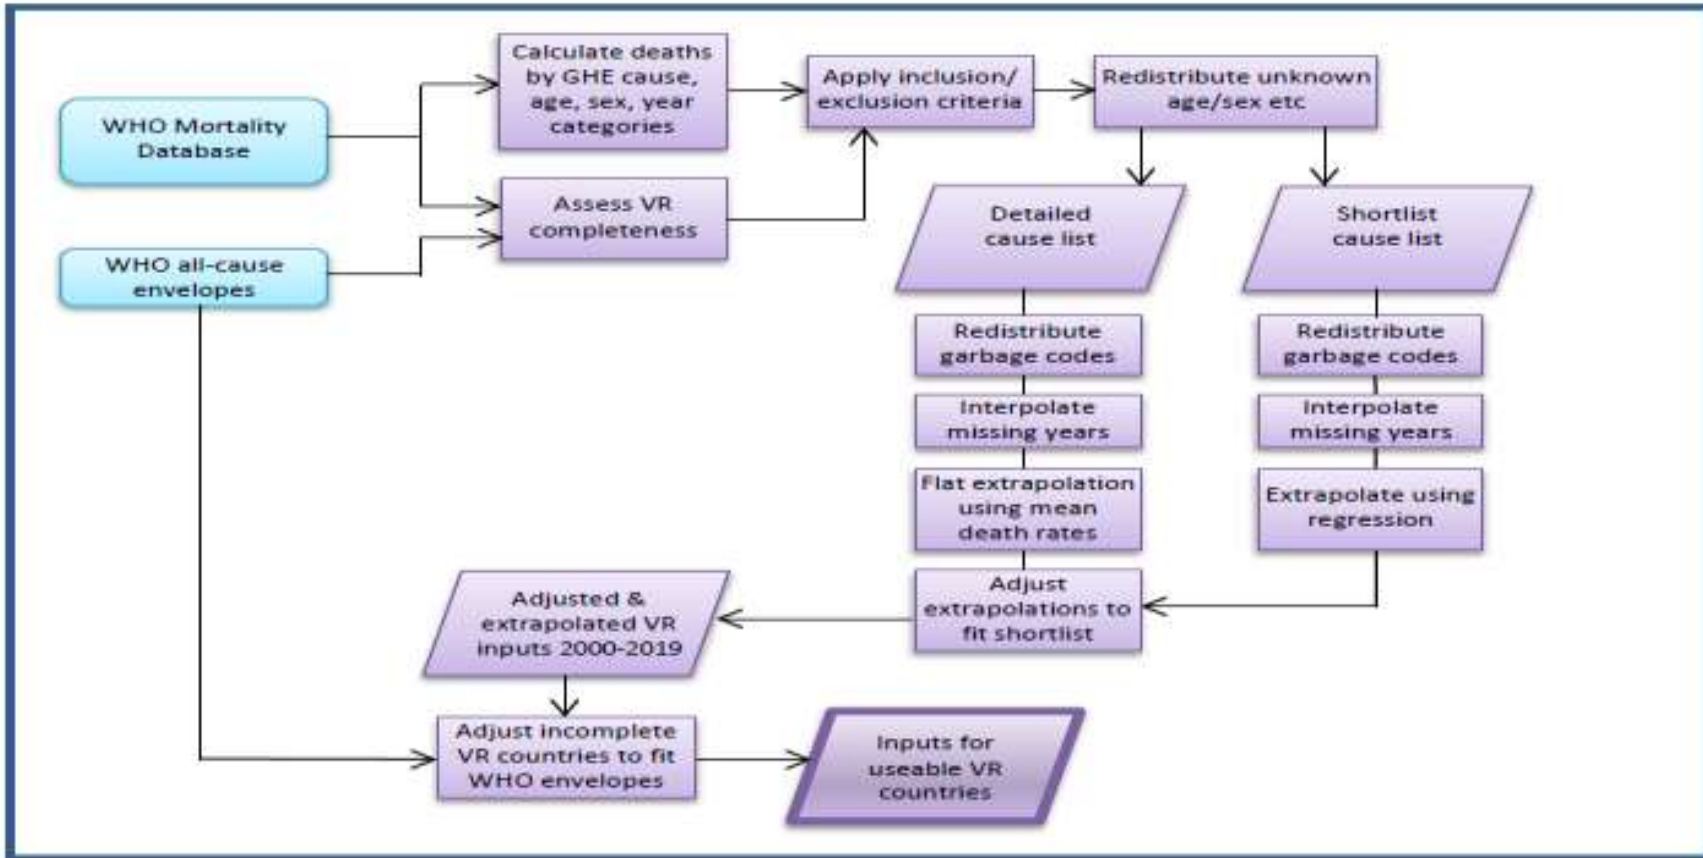 WHO Mortality
Database
WHO all-cause
envelopes
Calculate deaths
by GHE cause,
age, sex, year
categories
Assess VR
completeness
Apply inclusion/
exclusion criteria
Redistribute unknown
age/sex etc
Detailed
cause list
Shortlist
cause list
Redistribute
garbage codes
Interpolate
missing years
Flat extrapolation
using mean
death rates
Redistribute
garbage codes
Interpolate
missing years
Extrapolate using
regression
Adjust
extrapolations to
fit shortlist
Adjusted &
extrapolated VR
inputs 2000-2019
Adjust incomplete
VR countries to fit
WHO envelopes
Inputs for
useable VR
countries